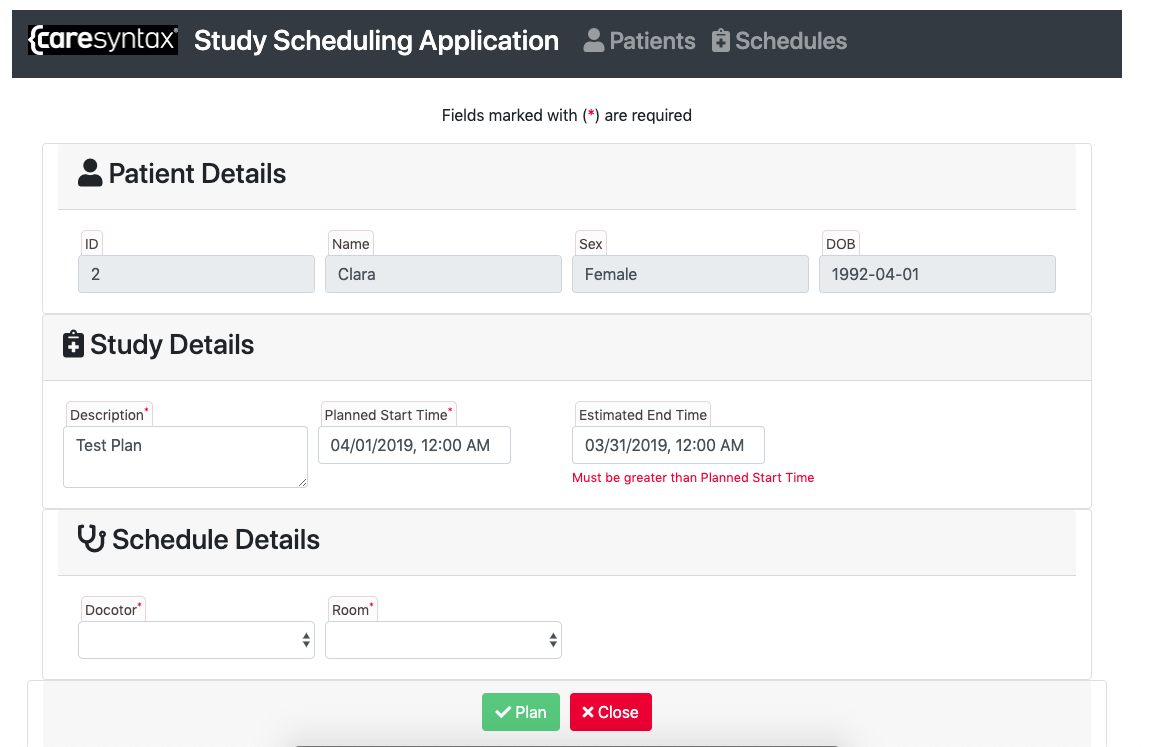 {caresyntax® Study Scheduling Application Patients Schedules
Fields marked with (*) are required
Patient Details
ID Name Sex DOB
2 Clara Female 1992-04-01
Study Details
Description* Planned Start Time* Estimated End Time
Test Plan 04/01/2019, 12:00 AM 03/31/2019, 12:00 AM
Must be greater than Planned Start Time
Schedule Details
Docotor* Room*
Plan Close